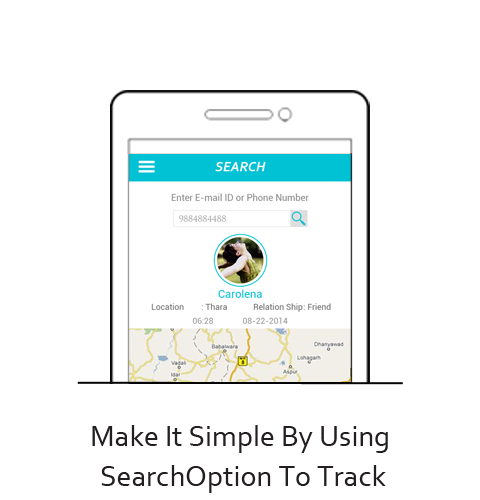 SEARCH
Enter E-mail ID or Phone Number
9884884488
Carolena
Location : Thara Relation Ship: Friend
06:28 08-22-2014
Dhanyawad
Babalwara
Lohagarh
Vadali
8
Aspur
Idar
Make It Simple By Using
SearchOption To Track